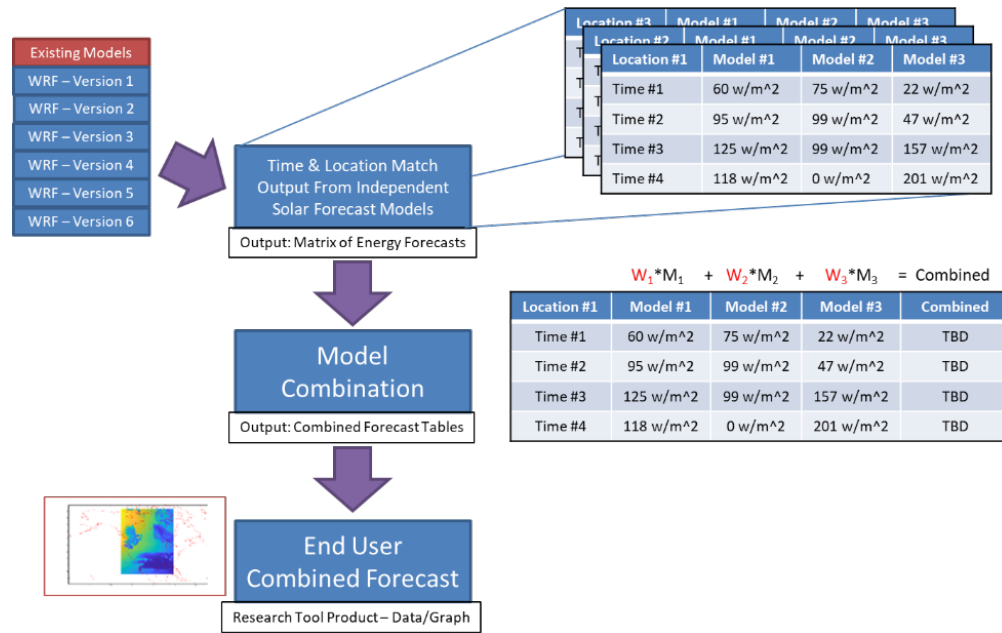 Existing Models
WRF – Version 1
WRF – Version 2
WRF – Version 3
WRF – Version 4
WRF – Version 5
WRF – Version 6
Time & Location Match
Output From Independent
Solar Forecast Models
Output: Matrix of Energy Forecasts
Location #3 Model #1 Model #2 Model #3
Location #2 Model #1 Model #2 Model #3
Location #1 Model #1 Model #2 Model #3
Time #1 60 w/m^2 75 w/m^2 22 w/m^2
Time #2 95 w/m^2 99 w/m^2 47 w/m^2
Time #3 125 w/m^2 99 w/m^2 157 w/m^2
Time #4 118 w/m^2 0 w/m^2 201 w/m^2
Model
Combination
Output: Combined Forecast Tables
W₁*M₁ + W₂*M₂ + W₃*M₃ = Combined
Location #1 Model #1 Model #2 Model #3 Combined
Time #1 60 w/m^2 75 w/m^2 22 w/m^2 TBD
Time #2 95 w/m^2 99 w/m^2 47 w/m^2 TBD
Time #3 125 w/m^2 99 w/m^2 157 w/m^2 TBD
Time #4 118 w/m^2 0 w/m^2 201 w/m^2 TBD
End User
Combined Forecast
Research Tool Product – Data/Graph